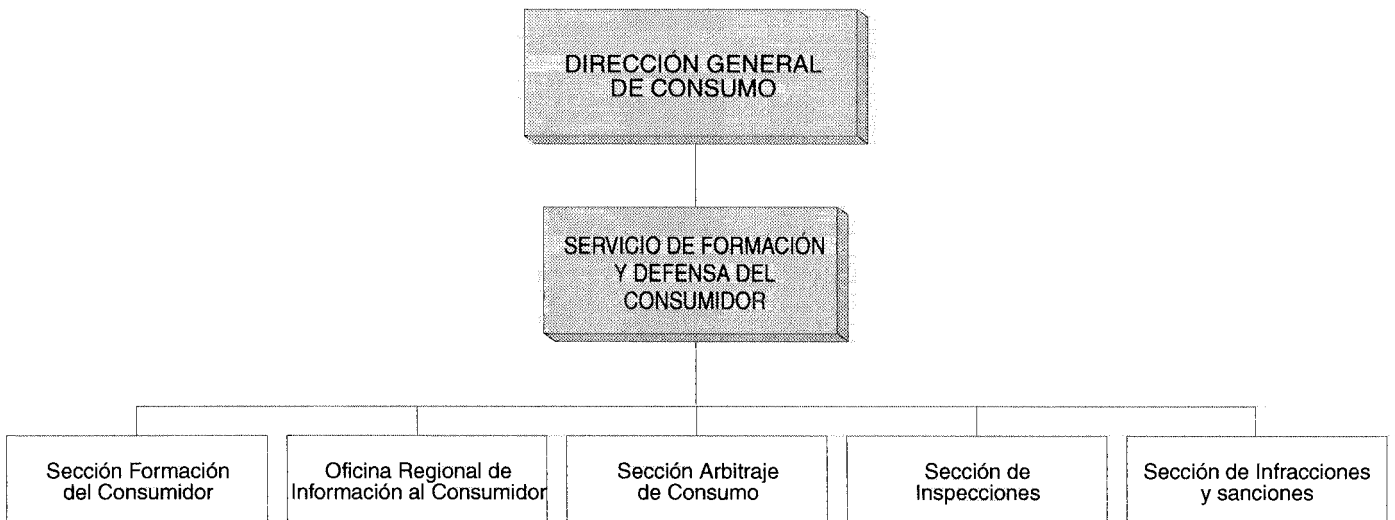 DIRECCIÓN GENERAL
DE CONSUMO
SERVICIO DE FORMACIÓN
Y DEFENSA DEL
CONSUMIDOR
Sección Formación
del Consumidor
Oficina Regional de
Información al Consumidor
Sección Arbitraje
de Consumo
Sección de
Inspecciones
Sección de Infracciones
y sanciones